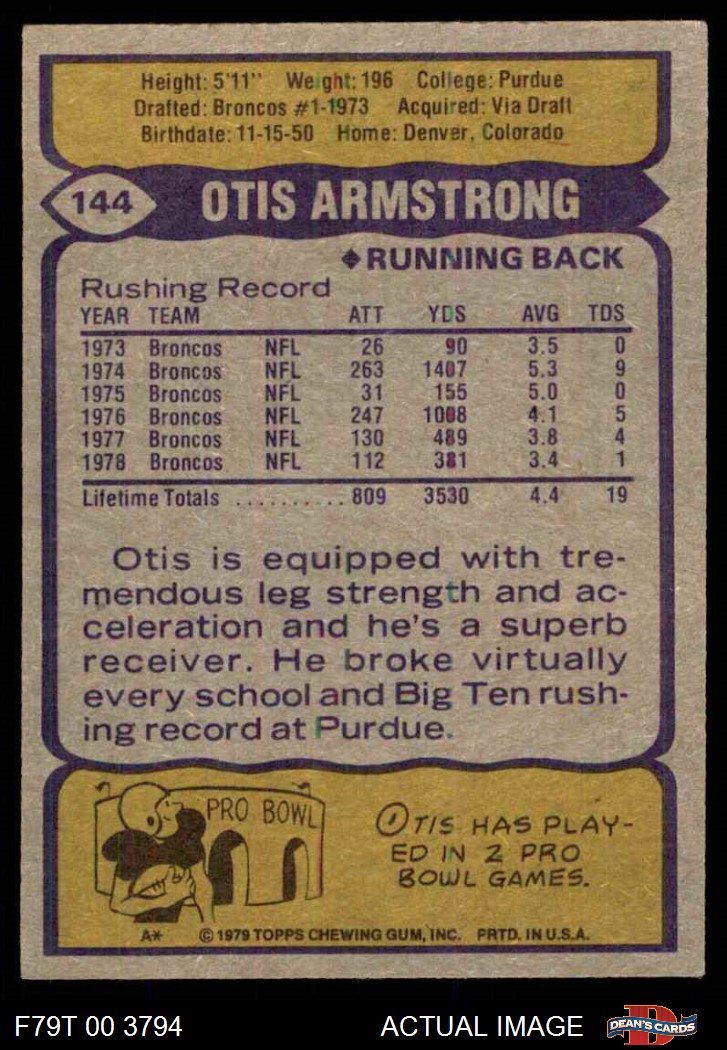 Height: 5'11" Weight: 196 College: Purdue
Drafted: Broncos #1-1973 Acquired: Via Draft
Birthdate: 11-15-50 Home: Denver, Colorado
144 OTIS ARMSTRONG
◆RUNNING BACK
Rushing Record
YEAR TEAM ATT YDS AVG TDS
1973 Broncos NFL 26 90 3.5 0
1974 Broncos NFL 263 1407 5.3 9
1975 Broncos NFL 31 155 5.0 0
1976 Broncos NFL 247 1008 4.1 5
1977 Broncos NFL 130 489 3.8 4
1978 Broncos NFL 112 381 3.4 1
Lifetime Totals .......... 809 3530 4.4 19
Otis is equipped with tre-
mendous leg strength and ac-
celeration and he's a superb
receiver. He broke virtually
every school and Big Ten rush-
ing record at Purdue.
PRO BOWL
OTIS HAS PLAY-
ED IN 2 PRO
BOWL GAMES.
A* © 1979 TOPPS CHEWING GUM, INC. PRTD. IN U.S.A.
F79T 00 3794 ACTUAL IMAGE D DEAN'S CARDS